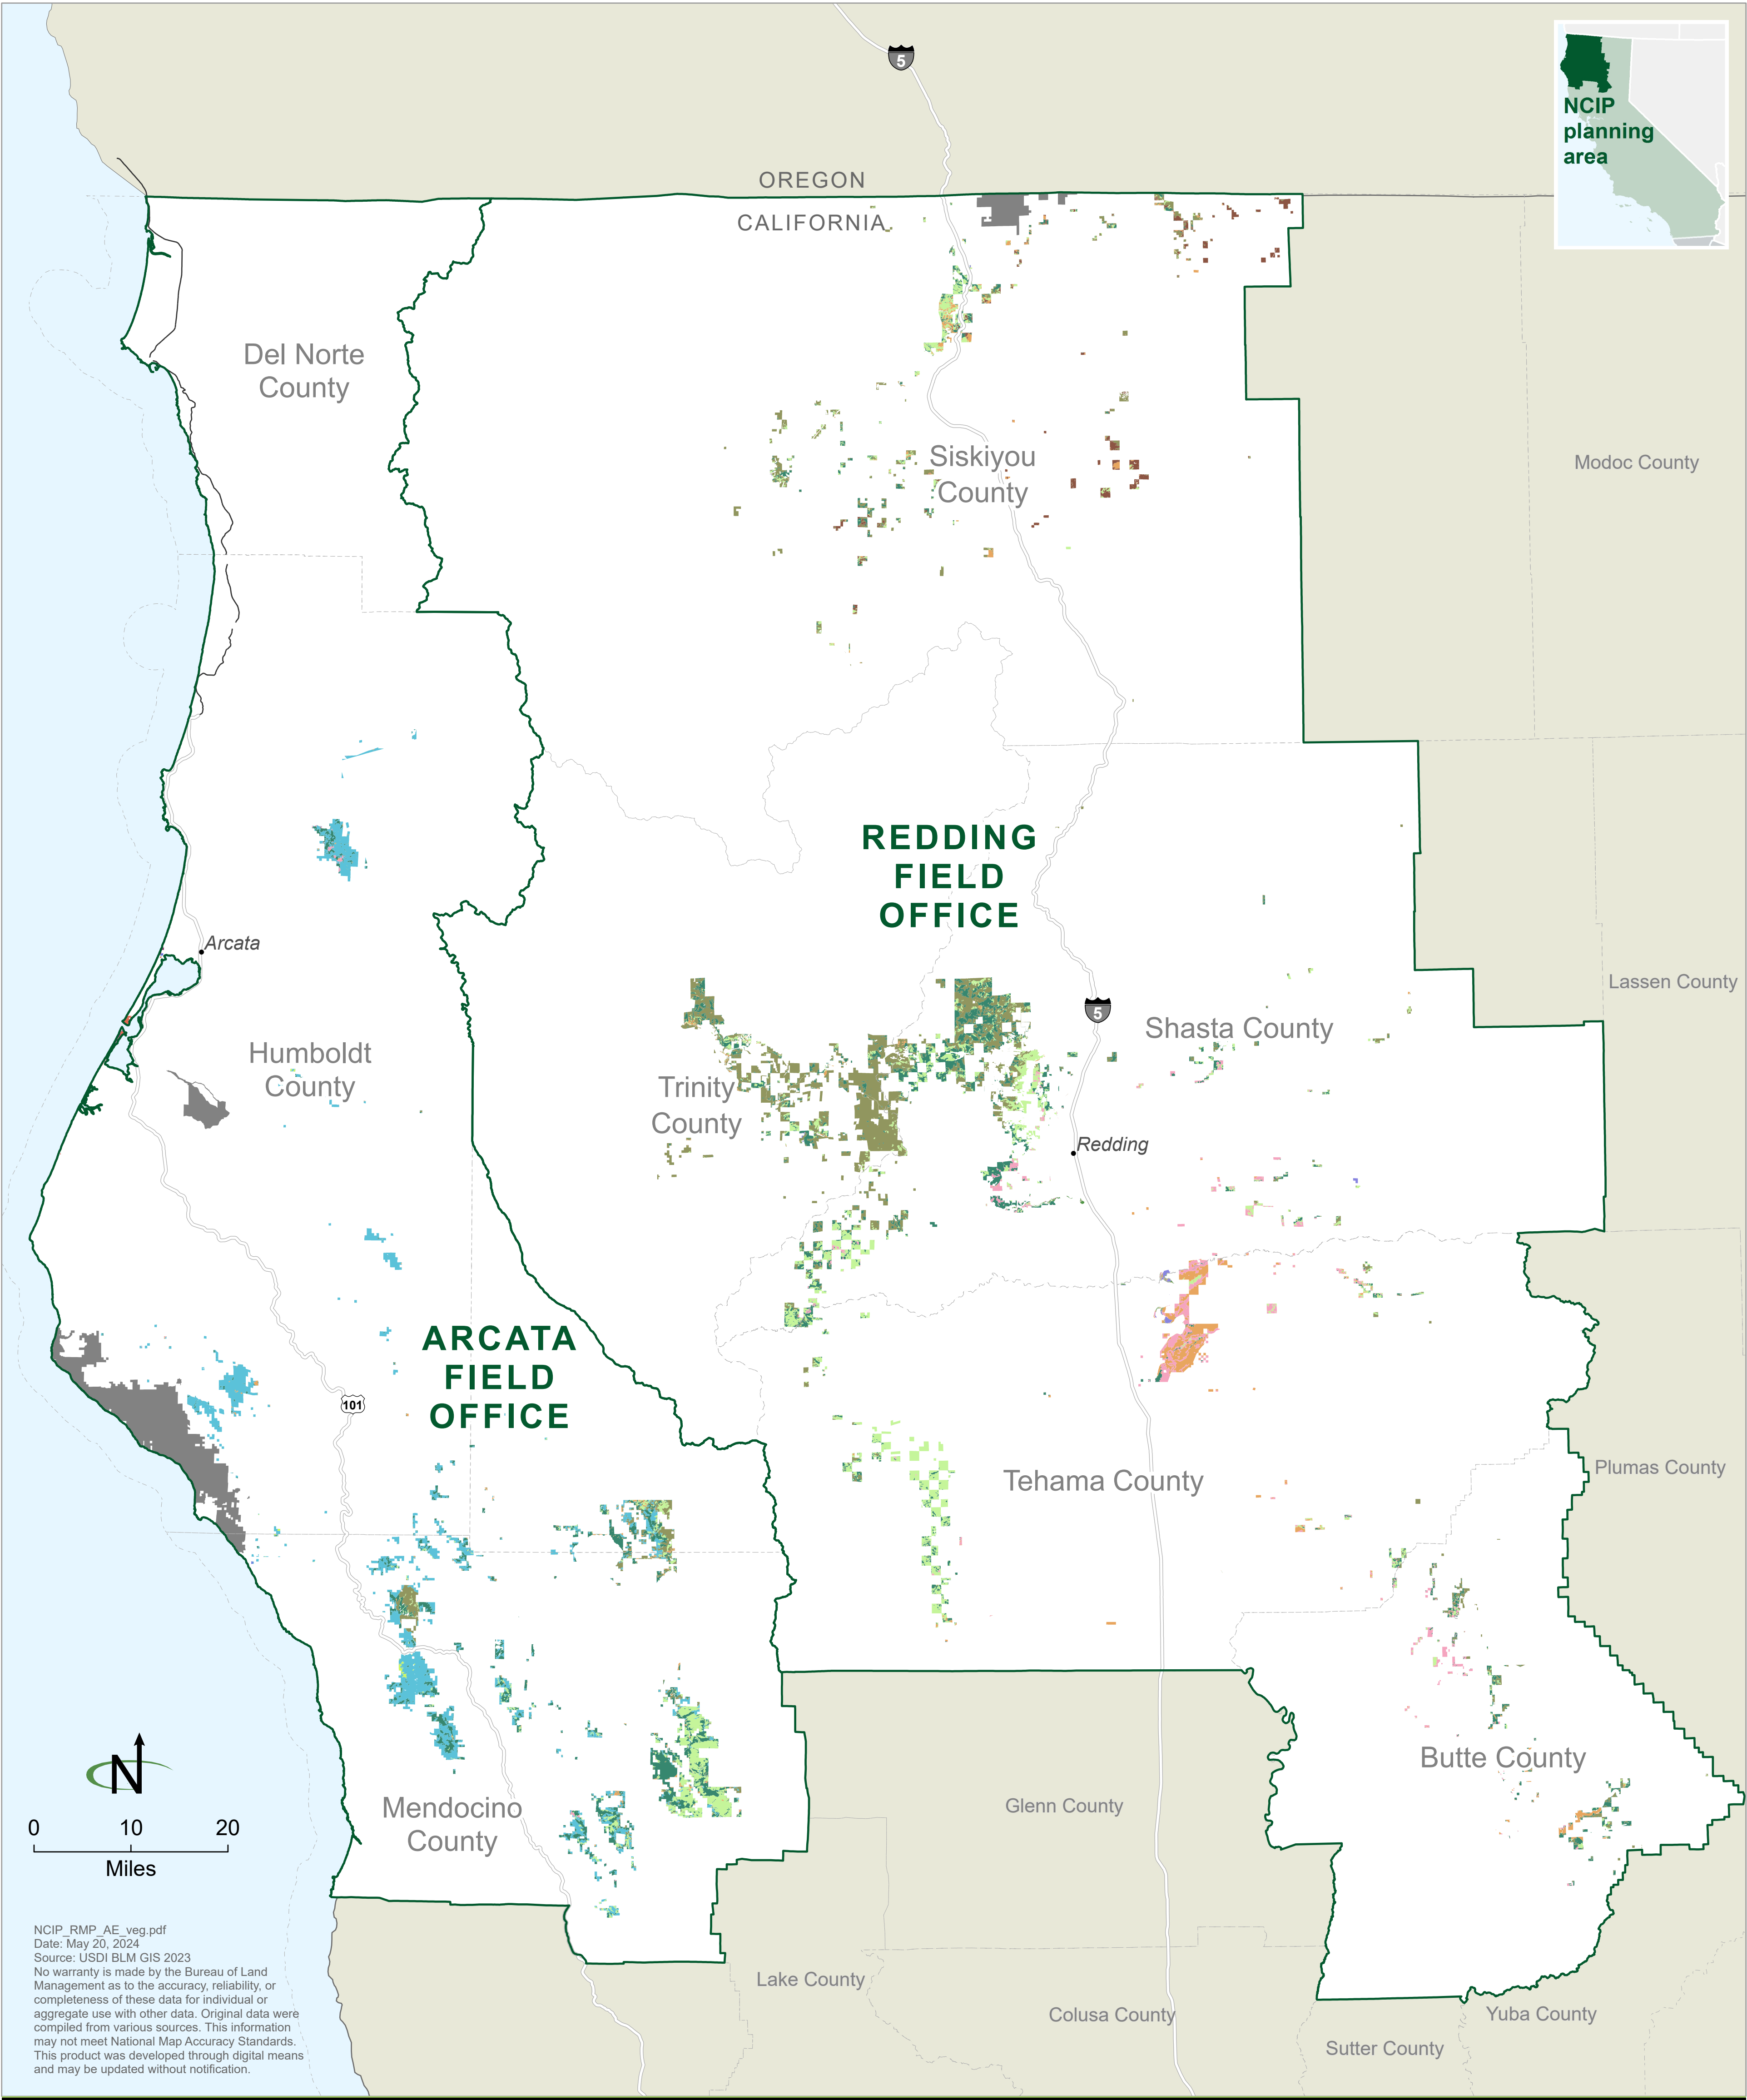 5
NCIP
planning
area
OREGON
CALIFORNIA
Del Norte
County
Siskiyou
County
Modoc County
REDDING
FIELD
OFFICE
Arcata
Lassen County
5
Shasta County
Humboldt
County
Trinity
County
Redding
ARCATA
FIELD
OFFICE
101
Tehama County
Plumas County
Butte County
N
Glenn County
Mendocino
County
0 10 20
Miles
NCIP_RMP_AE_veg.pdf
Date: May 20, 2024
Source: USDI BLM GIS 2023
No warranty is made by the Bureau of Land
Management as to the accuracy, reliability, or
completeness of these data for individual or
aggregate use with other data. Original data were
compiled from various sources. This information
may not meet National Map Accuracy Standards.
This product was developed through digital means
and may be updated without notification.
Lake County
Colusa County
Yuba County
Sutter County